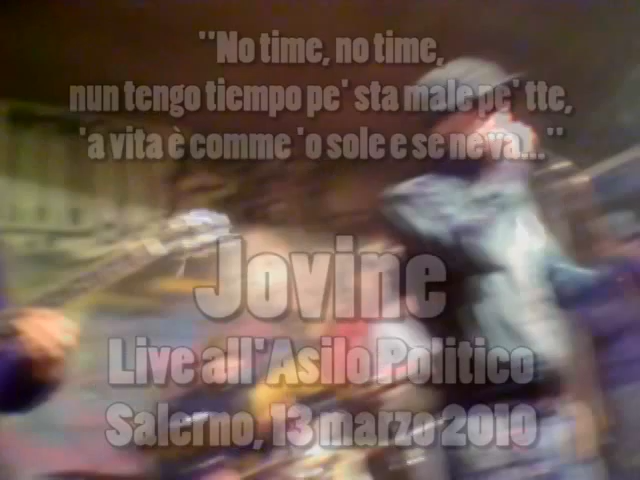 "No time, no time,
nun tengo tiempo pe' sta male pe' tte,
'a vita è comme 'o sole e se ne va..."
Jovine
Live all'Asilo Politico
Salerno, 13 marzo 2010